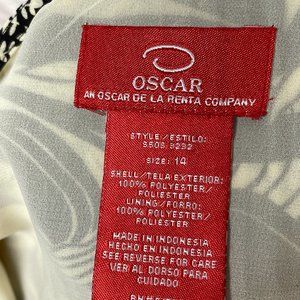 OSCAR
AN OSCAR DE LA RENTA COMPANY
STYLE/ESTILO:
S50S 9292
SIZE: 14
SHELL/TELA EXTERIOR:
100% POLYESTER/
POLIESTER
LINING/FORRO:
100% POLYESTER/
POLIESTER
MADE IN INDONESIA
HECHO EN INDONESIA
SEE REVERSE FOR CARE
VER AL DORSO PARA
CUIDADO